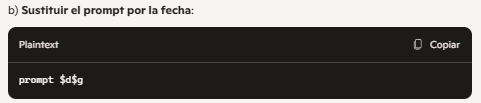 b) Sustituir el prompt por la fecha:
Plaintext Copiar
prompt $d$g